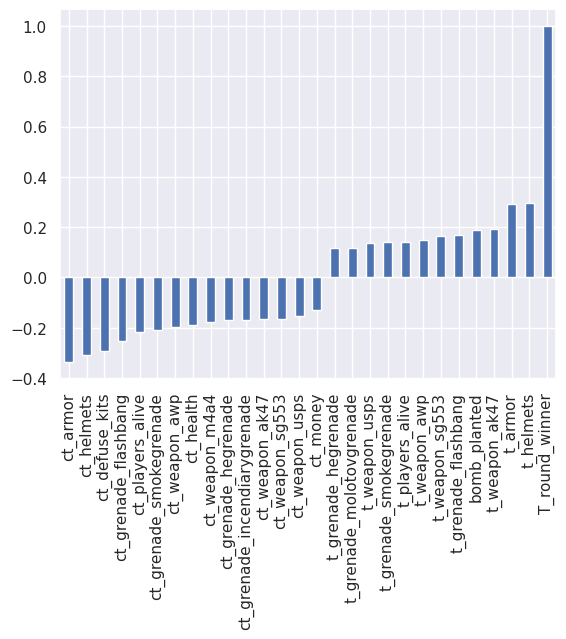 1.0
0.8
0.6
0.4
0.2
0.0
−0.2
−0.4
ct_armor
ct_helmets
ct_defuse_kits
ct_grenade_flashbang
ct_players_alive
ct_grenade_smokegrenade
ct_weapon_awp
ct_health
ct_weapon_m4a4
ct_grenade_hegrenade
ct_grenade_incendiarygrenade
ct_weapon_ak47
ct_weapon_sg553
ct_weapon_usps
ct_money
t_grenade_hegrenade
t_grenade_molotovgrenade
t_weapon_usps
t_grenade_smokegrenade
t_players_alive
t_weapon_awp
t_weapon_sg553
t_grenade_flashbang
bomb_planted
t_weapon_ak47
t_armor
t_helmets
T_round_winner